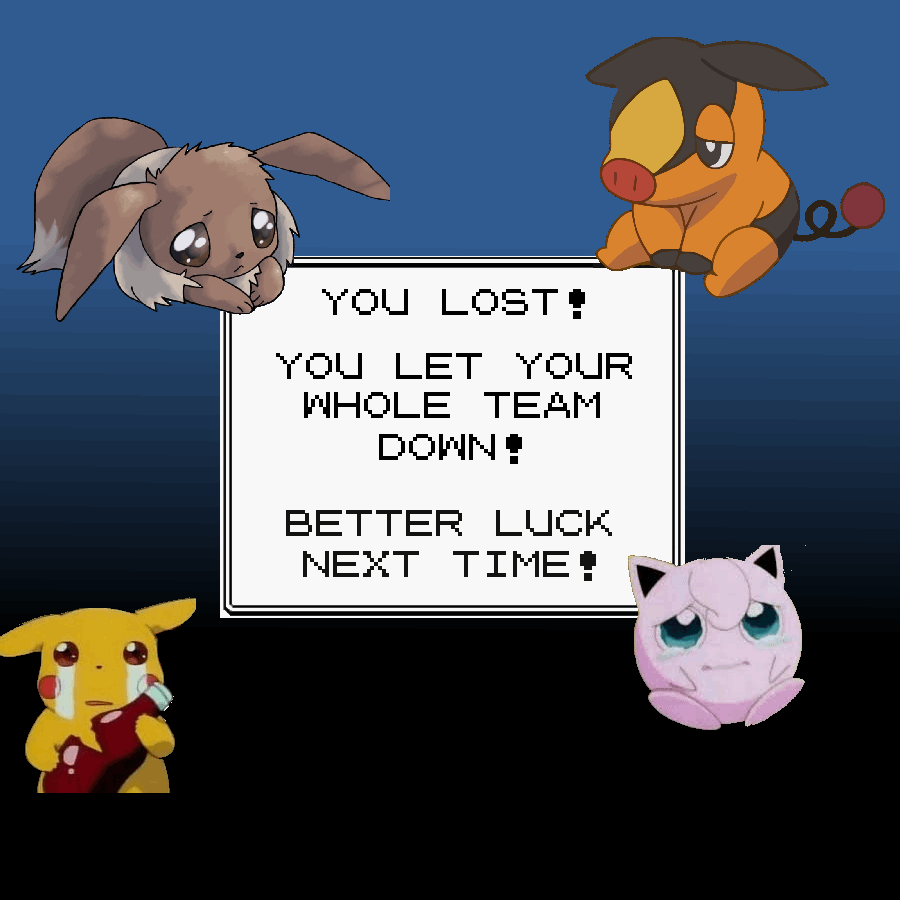 YOU LOST!
YOU LET YOUR
WHOLE TEAM
DOWN!
BETTER LUCK
NEXT TIME!